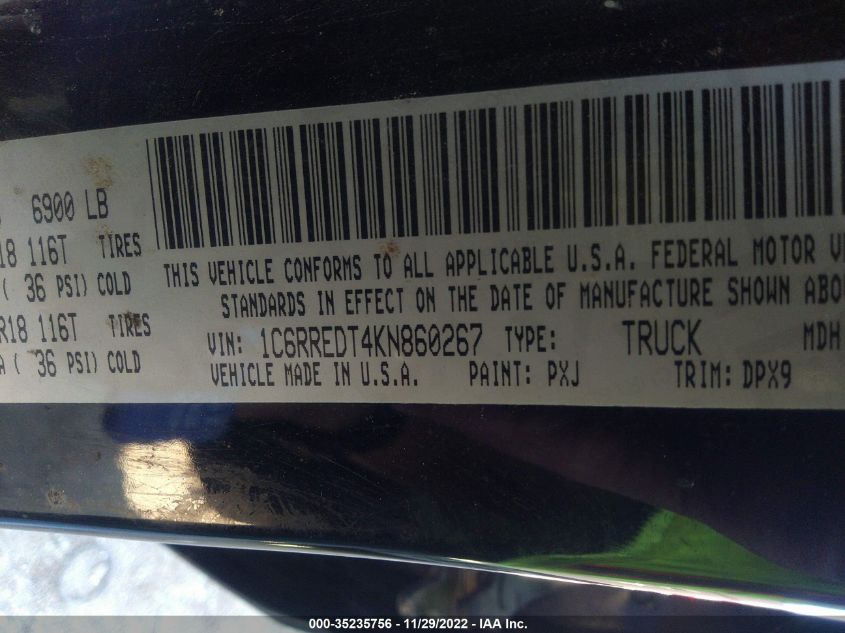 6900 LB
18 116T TIRES
( 36 PSI) COLD
R18 116T TIRES
A ( 36 PSI) COLD
THIS VEHICLE CONFORMS TO ALL APPLICABLE U.S.A. FEDERAL MOTOR
STANDARDS IN EFFECT ON THE DATE OF MANUFACTURE SHOWN
VIN: 1C6RREDT4KN860267 TYPE: TRUCK MDH
VEHICLE MADE IN U.S.A. PAINT: PXJ TRIM: DPX9
000-35235756 - 11/29/2022 - IAA Inc.